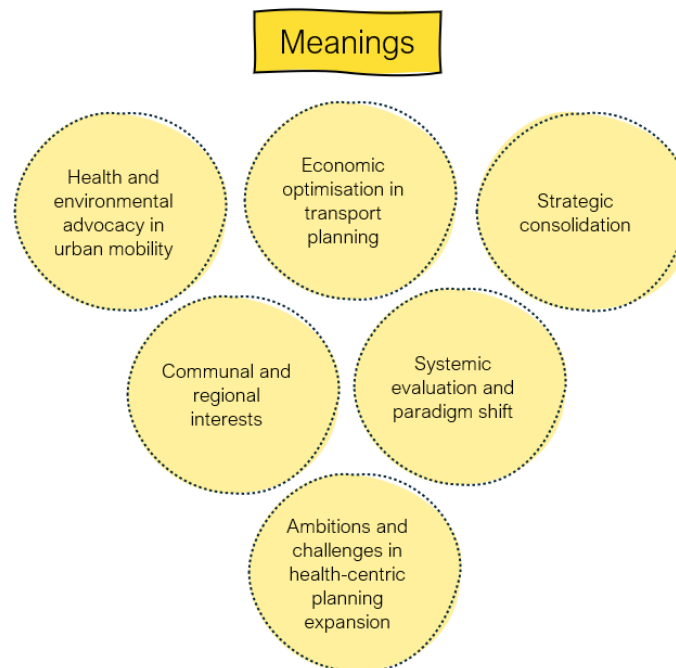 Meanings
Health and
environmental
advocacy in
urban mobility
Economic
optimisation in
transport
planning
Strategic
consolidation
Communal and
regional
interests
Systemic
evaluation and
paradigm shift
Ambitions and
challenges in
health-centric
planning
expansion